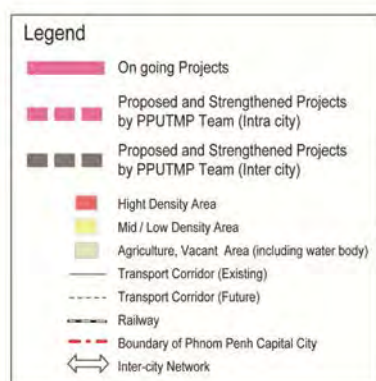 Legend
On going Projects
Proposed and Strengthened Projects
by PPUTMP Team (Intra city)
Proposed and Strengthened Projects
by PPUTMP Team (Inter city)
Hight Density Area
Mid / Low Density Area
Agriculture, Vacant Area (including water body)
Transport Corridor (Existing)
Transport Corridor (Future)
Railway
Boundary of Phnom Penh Capital City
Inter-city Network